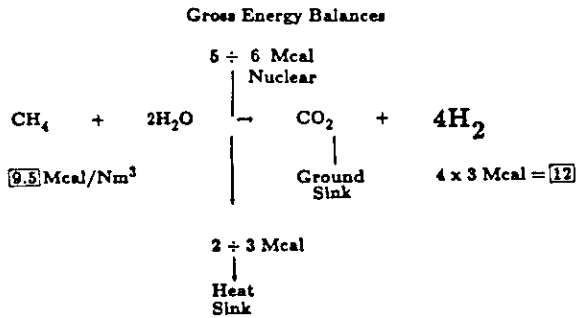 Gross Energy Balances
5 ÷ 6 Mcal
Nuclear
CH₄ + 2H₂O → CO₂ + 4H₂
9.5 Mcal/Nm³
Ground
Sink
4 x 3 Mcal = 12
2 ÷ 3 Mcal
Heat
Sink